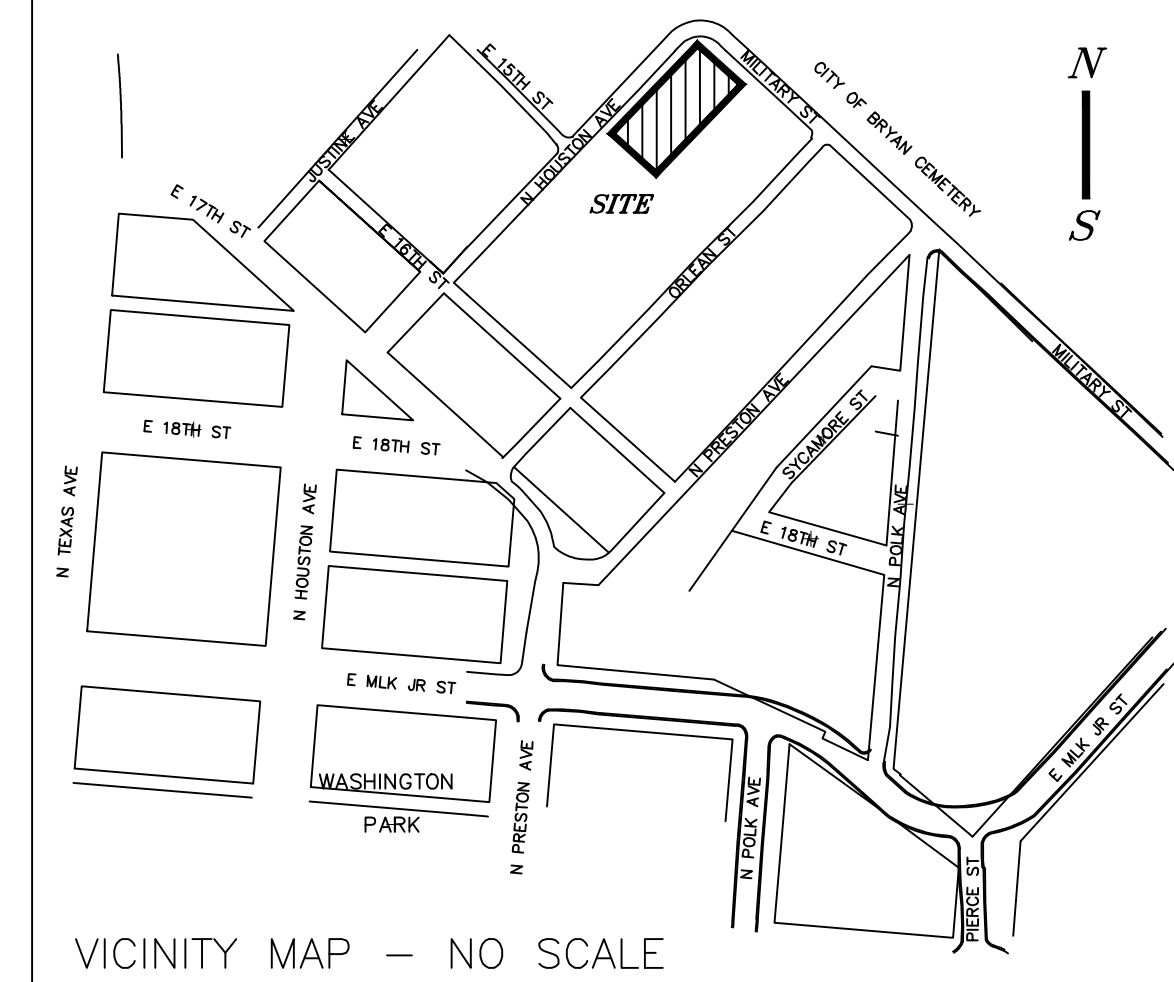 E 15TH ST
MILITARY ST
CITY OF BRYAN CEMETERY
N
S
JUSTINE AVE
N HOUSTON AVE
SITE
E 17TH ST
E 16TH ST
ORLEAN ST
MILITARY ST
N PRESTON AVE
SYCAMORE ST
E 18TH ST
E 18TH ST
N TEXAS AVE
N HOUSTON AVE
E 18TH ST
N POLK AVE
E MLK JR ST
E MLK JR ST
WASHINGTON
PARK
N PRESTON AVE
N POLK AVE
PIERCE ST
VICINITY MAP - NO SCALE